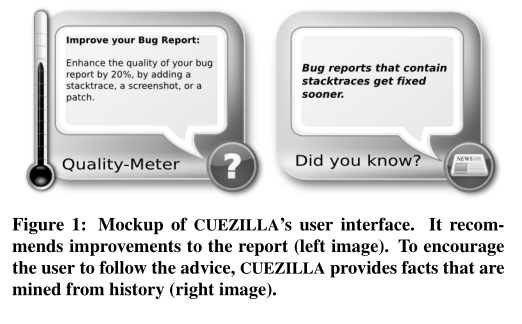 Improve your Bug Report:
Enhance the quality of your bug
report by 20%, by adding a
stacktrace, a screenshot, or a
patch.
Quality-Meter
?
Bug reports that contain
stacktraces get fixed
sooner.
Did you know?
NEWS
Figure 1: Mockup of CUEZILLA's user interface. It recom-
mends improvements to the report (left image). To encourage
the user to follow the advice, CUEZILLA provides facts that are
mined from history (right image).